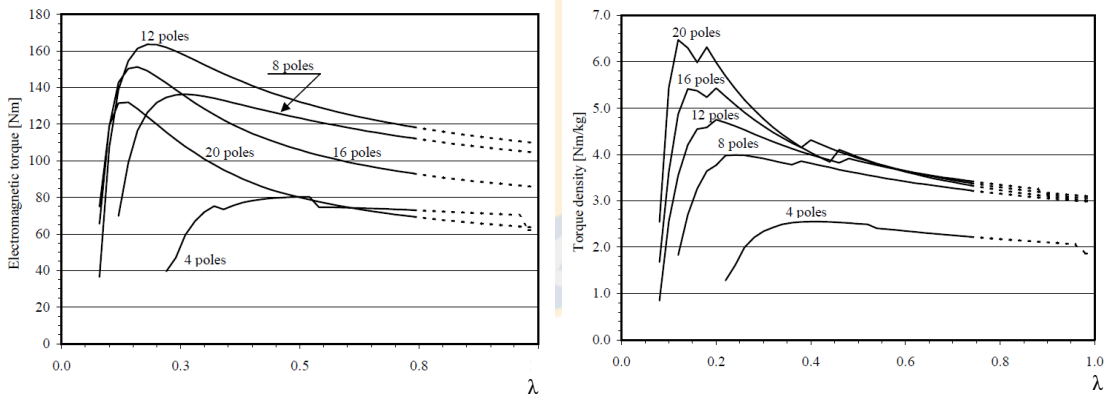 Electromagnetic torque [Nm]
180
160
140
120
100
80
60
40
20
0
12 poles
8 poles
20 poles
16 poles
4 poles
0.0
0.3
0.5
0.8
λ
Torque density [Nm/kg]
7.0
6.0
5.0
4.0
3.0
2.0
1.0
0.0
20 poles
16 poles
12 poles
8 poles
4 poles
0.0
0.2
0.4
0.6
0.8
1.0
λ